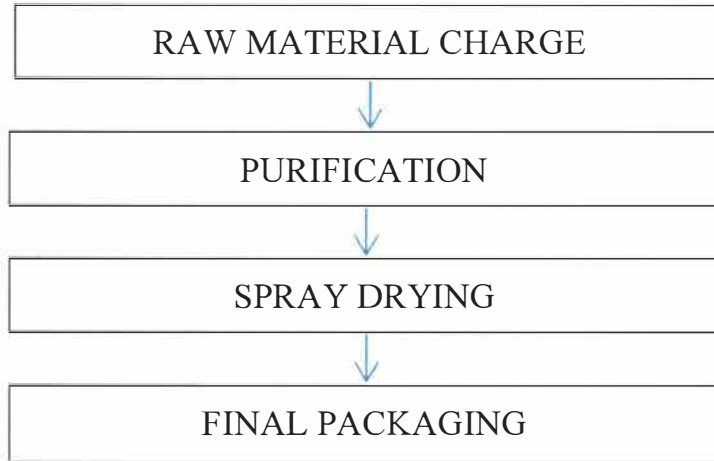 RAW MATERIAL CHARGE
PURIFICATION
SPRAY DRYING
FINAL PACKAGING